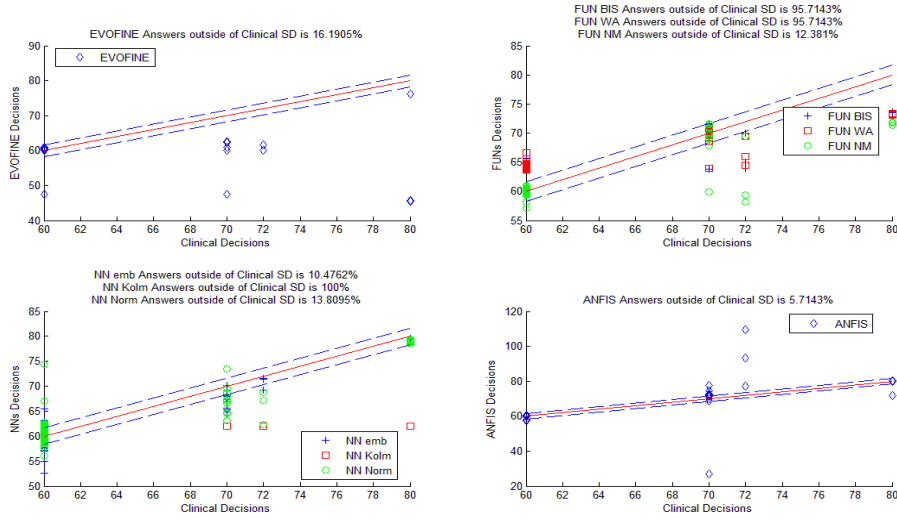 EVOFINE Answers outside of Clinical SD is 16.1905%
90
80
70
60
50
40
EVOFINE Decisions
EVOFINE
60 62 64 66 68 70 72 74 76 78 80
Clinical Decisions
FUN BIS Answers outside of Clinical SD is 95.7143%
FUN WA Answers outside of Clinical SD is 95.7143%
FUN NM Answers outside of Clinical SD is 12.381%
85
80
75
70
65
60
55
FUNs Decisions
FUN BIS
FUN WA
FUN NM
60 62 64 66 68 70 72 74 76 78 80
Clinical Decisions
NN emb Answers outside of Clinical SD is 10.4762%
NN Kolm Answers outside of Clinical SD is 100%
NN Norm Answers outside of Clinical SD is 13.8095%
85
80
75
70
65
60
55
50
NNs Decisions
NN emb
NN Kolm
NN Norm
60 62 64 66 68 70 72 74 76 78 80
Clinical Decisions
ANFIS Answers outside of Clinical SD is 5.7143%
120
100
80
60
40
20
ANFIS Decisions
ANFIS
60 62 64 66 68 70 72 74 76 78 80
Clinical Decisions